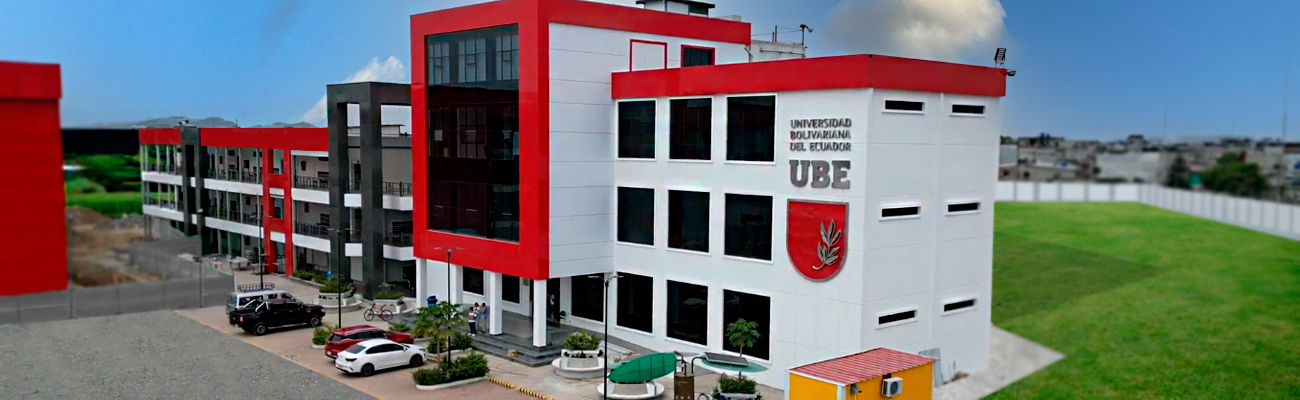 UNIVERSIDAD
BOLIVARIANA
DEL ECUADOR
UBE